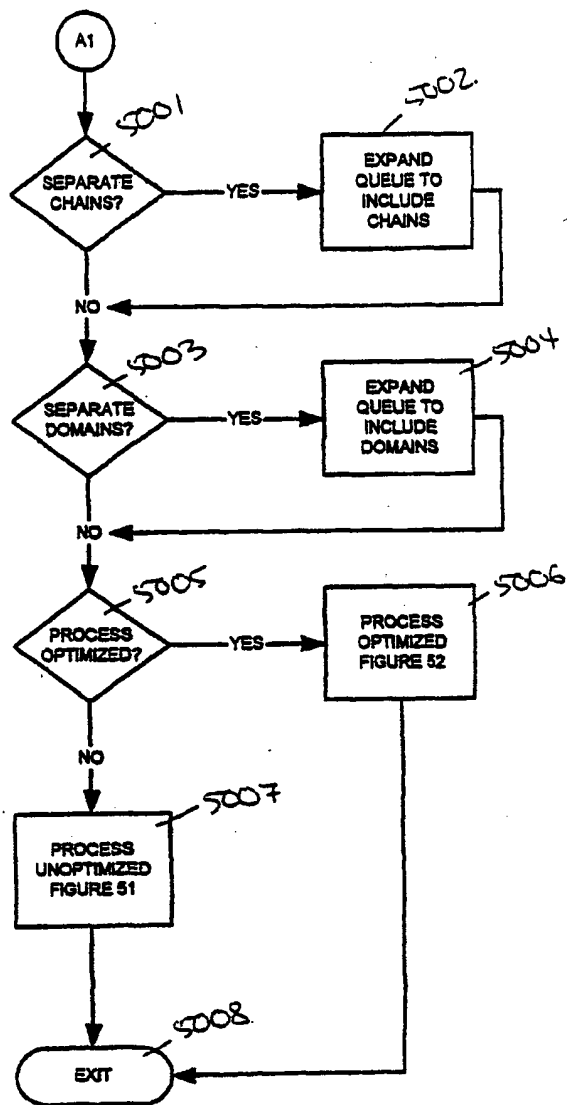 A1
5001
SEPARATE
CHAINS?
YES
5002.
EXPAND
QUEUE TO
INCLUDE
CHAINS
NO
5003
SEPARATE
DOMAINS?
YES
5004
EXPAND
QUEUE TO
INCLUDE
DOMAINS
NO
5005
PROCESS
OPTIMIZED?
YES
5006
PROCESS
OPTIMIZED
FIGURE 52
NO
5007
PROCESS
UNOPTIMIZED
FIGURE 51
5008
EXIT